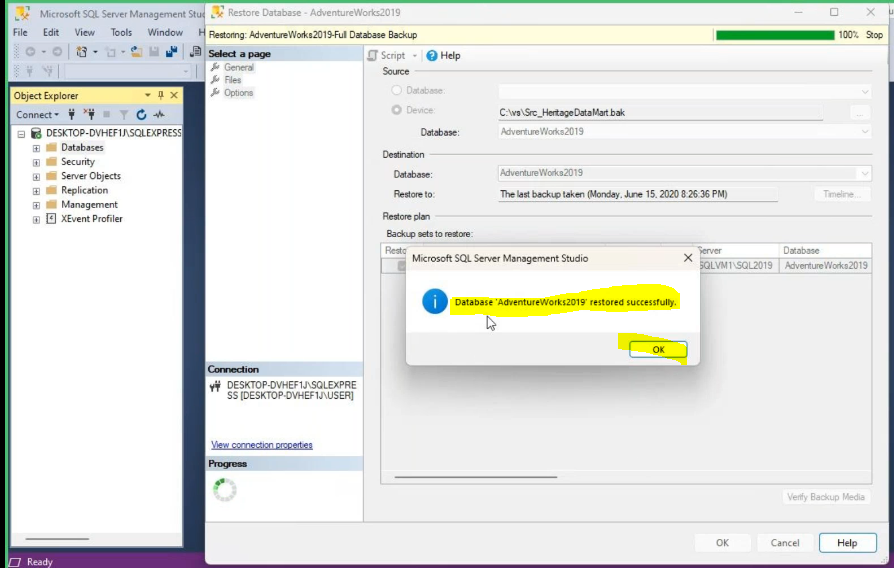 Microsoft SQL Server Management
Restore Database - AdventureWorks2019
File Edit View Tools Window
Restoring: AdventureWorks2019-Full Database Backup 100% Stop
Select a page
General
Files
Options
Script Help
Source
Database:
Device: C:\vs\Src_HeritageDataMart.bak ...
Database: AdventureWorks2019
Destination
Database: AdventureWorks2019
Restore to: The last backup taken (Monday, June 15, 2020 8:26:36 PM) Timeline...
Restore plan
Backup sets to restore:
Server Database
SQLVM1\SQL2019 AdventureWorks2019
Object Explorer
Connect
DESKTOP-DVHEF1J\SQLEXPRESS
Databases
Security
Server Objects
Replication
Management
XEvent Profiler
Microsoft SQL Server Management Studio
Database 'AdventureWorks2019' restored successfully.
OK
Connection
DESKTOP-DVHEF1J\SQLEXPRE
SS [DESKTOP-DVHEF1J\USER]
View connection properties
Progress
Verify Backup Media
OK Cancel Help
Ready